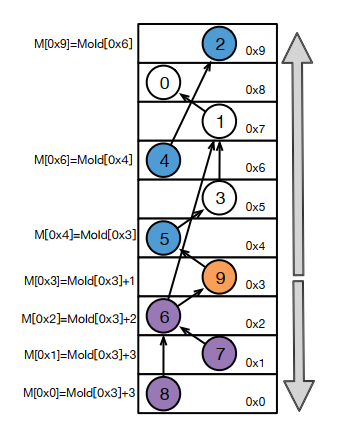 M[0x9]=Mold[0x6]
2
0x9
0
0x8
1
0x7
M[0x6]=Mold[0x4]
4
0x6
3
0x5
M[0x4]=Mold[0x3]
5
0x4
M[0x3]=Mold[0x3]+1
9
0x3
M[0x2]=Mold[0x3]+2
6
0x2
M[0x1]=Mold[0x3]+3
7
0x1
M[0x0]=Mold[0x3]+3
8
0x0